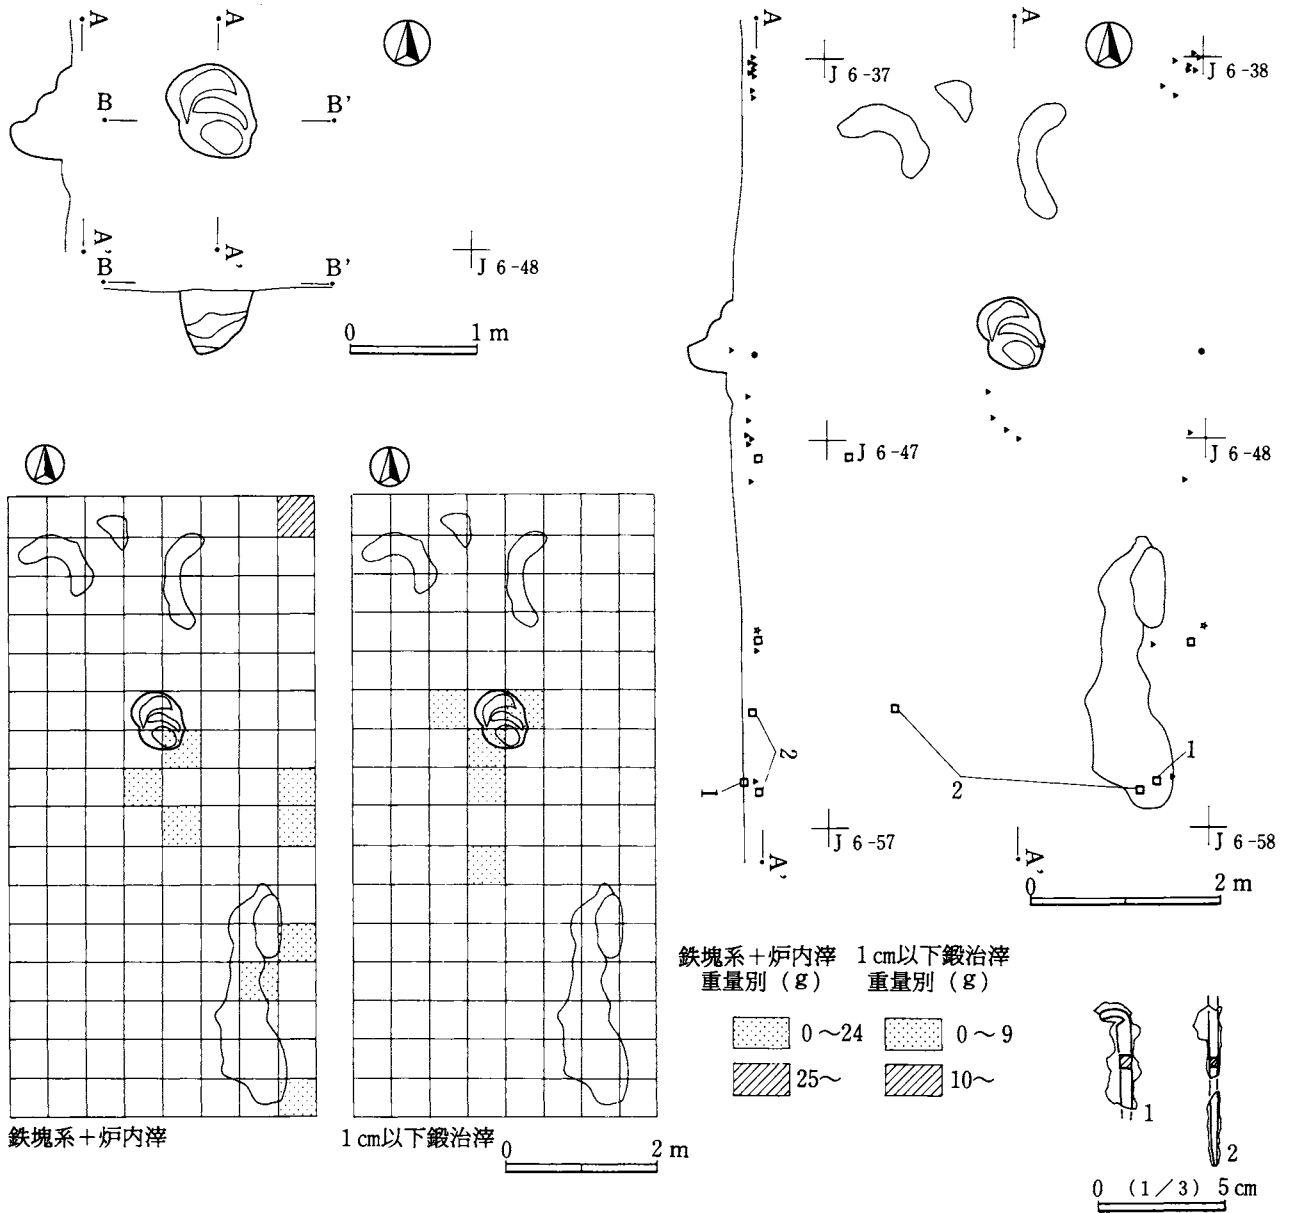 A
A
B
B'
A'
A'
B
B'
J 6-48
0
1 m
A
A
J 6-37
J 6-38
J 6-47
J 6-48
2
1
1
2
J 6-57
J 6-58
A'
A'
0
2 m
鉄塊系+炉内滓
1㎝以下鍛冶滓
0
2 m
鉄塊系+炉内滓
重量別(g)
1㎝以下鍛冶滓
重量別(g)
0~24
0~9
25~
10~
1
2
0 (1/3) 5 cm